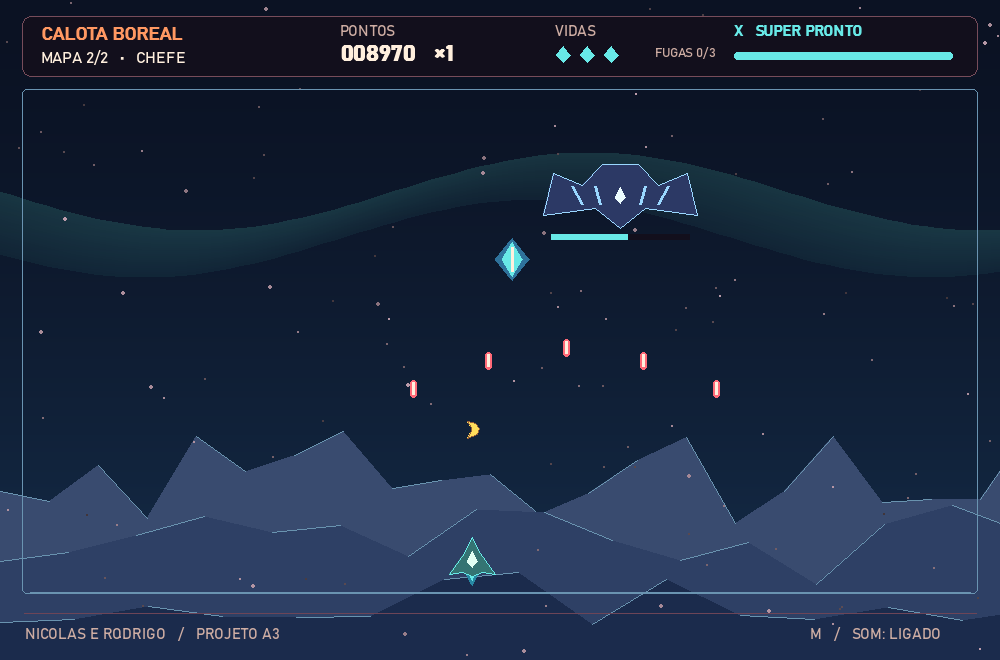 CALOTA BOREAL
MAPA 2/2 • CHEFE
PONTOS
008970 ×1
VIDAS
FUGAS 0/3
X SUPER PRONTO
NICOLAS E RODRIGO / PROJETO A3
M / SOM: LIGADO